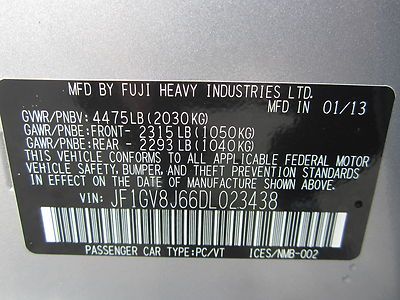 MFD BY FUJI HEAVY INDUSTRIES LTD.
MFD IN 01/13
GVWR/PNBV: 4475LB(2030KG)
GAWR/PNBE:FRONT- 2315LB(1050KG)
GAWR/PNBE:REAR - 2293LB(1040KG)
THIS VEHICLE CONFORMS TO ALL APPLICABLE FEDERAL MOTOR
VEHICLE SAFETY, BUMPER, AND THEFT PREVENTION STANDARDS
IN EFFECT ON THE DATE OF MANUFACTURE SHOWN ABOVE.
VIN: JF1GV8J66DL023438
PASSENGER CAR TYPE:PC/VT ICES/NMB-002